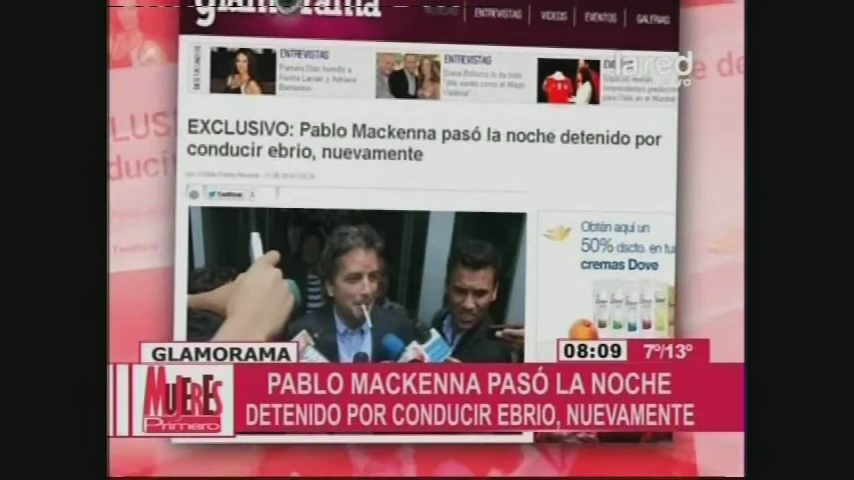 glamorama
ENTREVISTAS
VIDEOS
EVENTOS
GALERIAS
DESTACADOS
ENTREVISTAS
ENTREVISTAS
la red
EXCLUSIVO: Pablo Mackenna pasó la noche detenido por
conducir ebrio, nuevamente
Twittear
Obtén aquí un
50% dscto. en tus
cremas Dove
GLAMORAMA
08:09
7°/13°
MUJERES
Primero
PABLO MACKENNA PASÓ LA NOCHE
DETENIDO POR CONDUCIR EBRIO, NUEVAMENTE